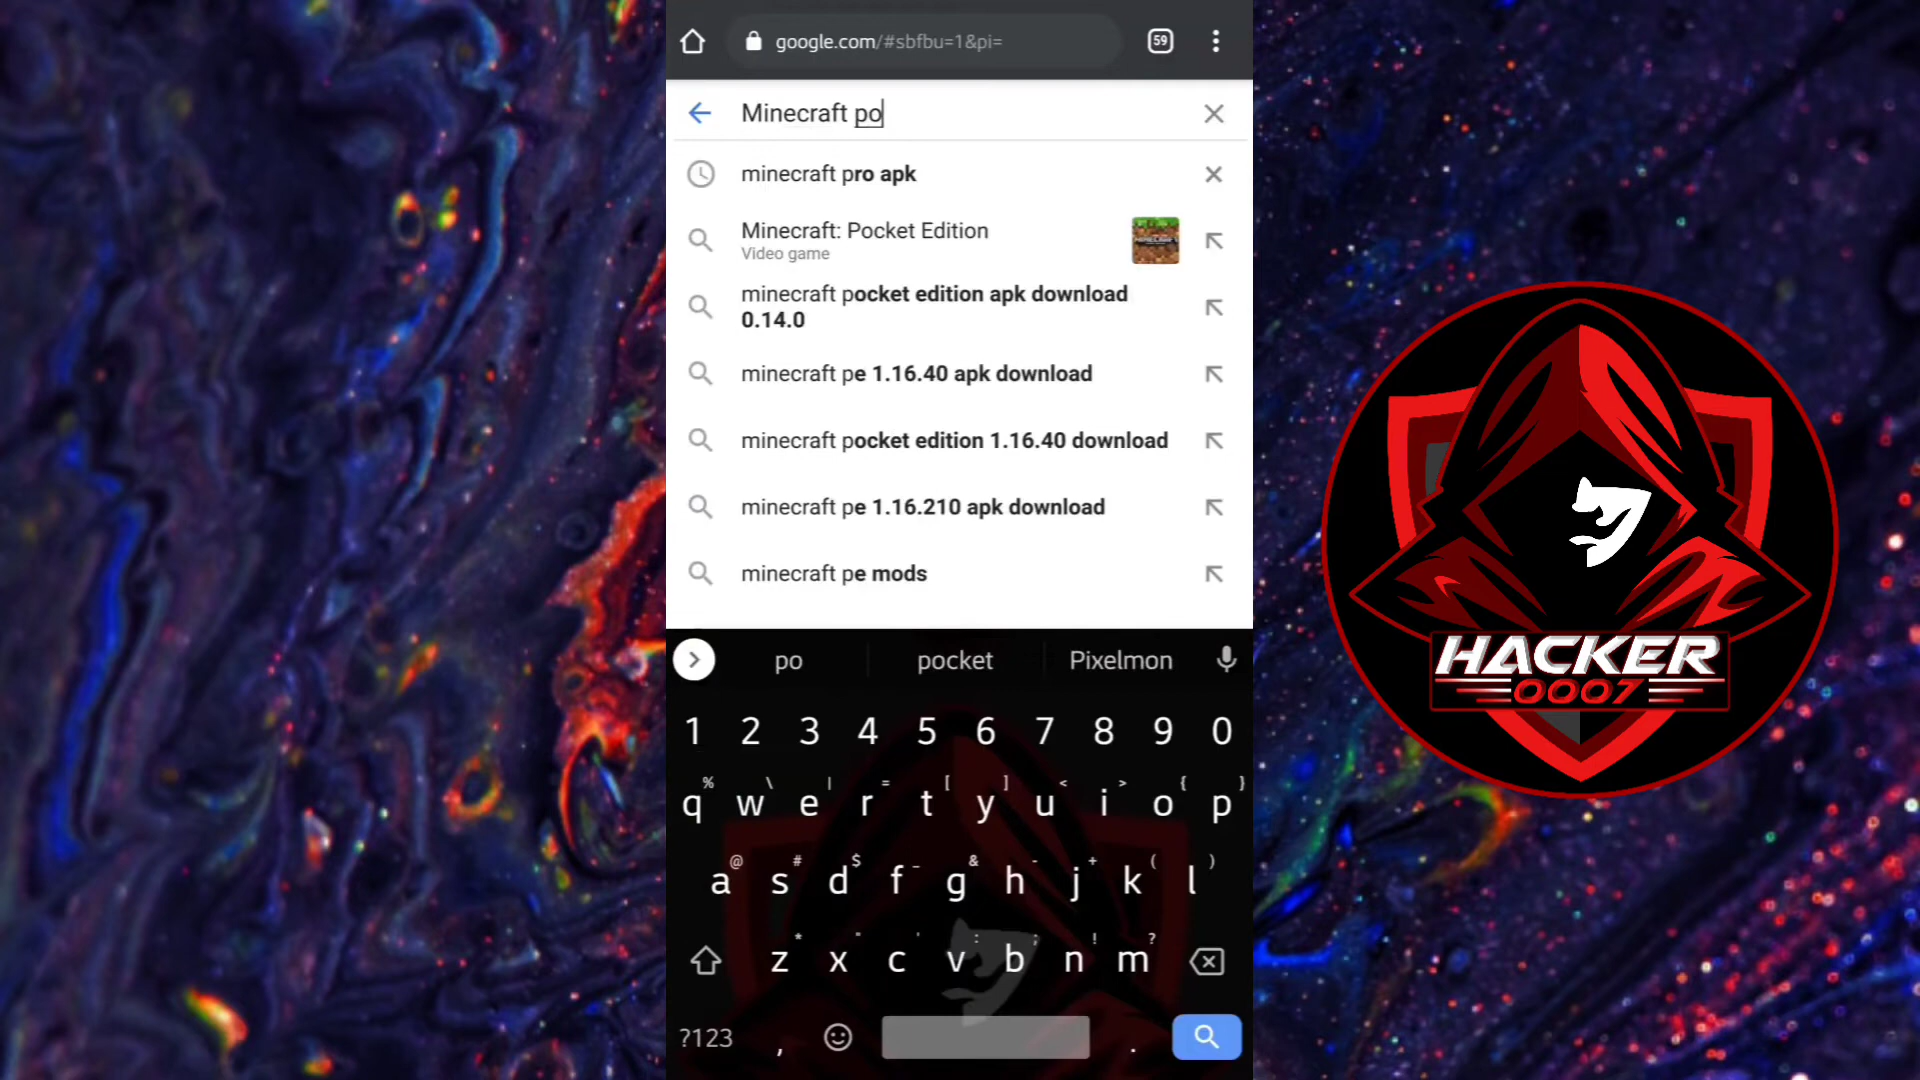 google.com/#sbfbu=1&pi=
59
Minecraft po
minecraft pro apk
Minecraft: Pocket Edition
Video game
minecraft pocket edition apk download
0.14.0
minecraft pe 1.16.40 apk download
minecraft pocket edition 1.16.40 download
minecraft pe 1.16.210 apk download
minecraft pe mods
po pocket Pixelmon
1 2 3 4 5 6 7 8 9 0
% \ | = [ ] < > { }
q w e r t y u i o p
@ # $ _ & - + ( )
a s d f g h j k l
* " ' : ; ! ?
z x c v b n m
?123 , .
HACKER
0007